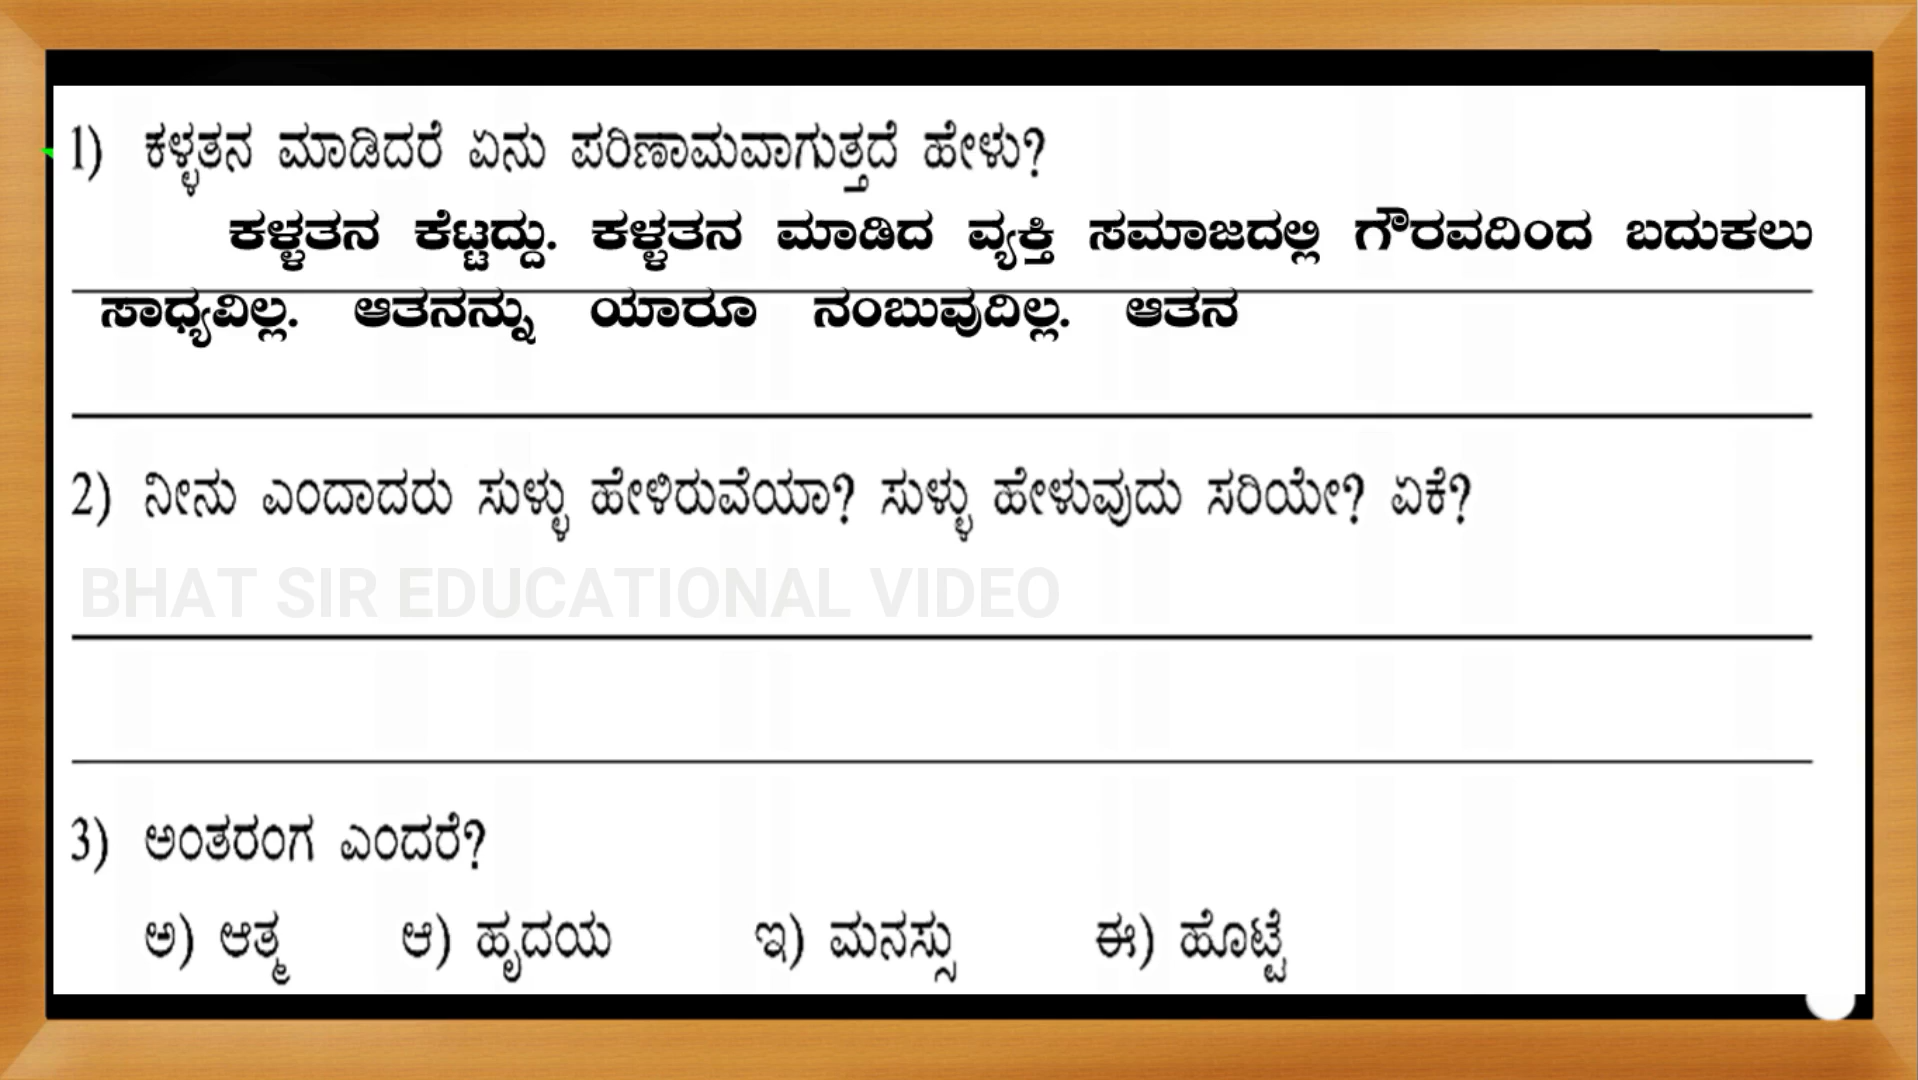 1) ಕಳ್ಳತನ ಮಾಡಿದರೆ ಏನು ಪರಿಣಾಮವಾಗುತ್ತದೆ ಹೇಳು?
ಕಳ್ಳತನ ಕೆಟ್ಟದ್ದು. ಕಳ್ಳತನ ಮಾಡಿದ ವ್ಯಕ್ತಿ ಸಮಾಜದಲ್ಲಿ ಗೌರವದಿಂದ ಬದುಕಲು
ಸಾಧ್ಯವಿಲ್ಲ. ಆತನನ್ನು ಯಾರೂ ನಂಬುವುದಿಲ್ಲ. ಆತನ
2) ನೀನು ಎಂದಾದರು ಸುಳ್ಳು ಹೇಳಿರುವೆಯಾ? ಸುಳ್ಳು ಹೇಳುವುದು ಸರಿಯೇ? ಏಕೆ?
BHAT SIR EDUCATIONAL VIDEO
3) ಅಂತರಂಗ ಎಂದರೆ?
ಅ) ಆತ್ಮ ಆ) ಹೃದಯ ಇ) ಮನಸ್ಸು ಈ) ಹೊಟ್ಟೆ